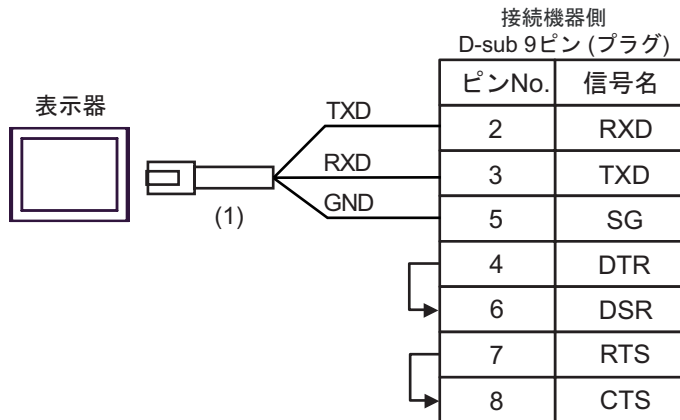 接続機器側
D-sub 9ピン (プラグ)
ピンNo. 信号名
表示器
TXD
2 RXD
RXD
3 TXD
(1)
GND
5 SG
4 DTR
6 DSR
7 RTS
8 CTS